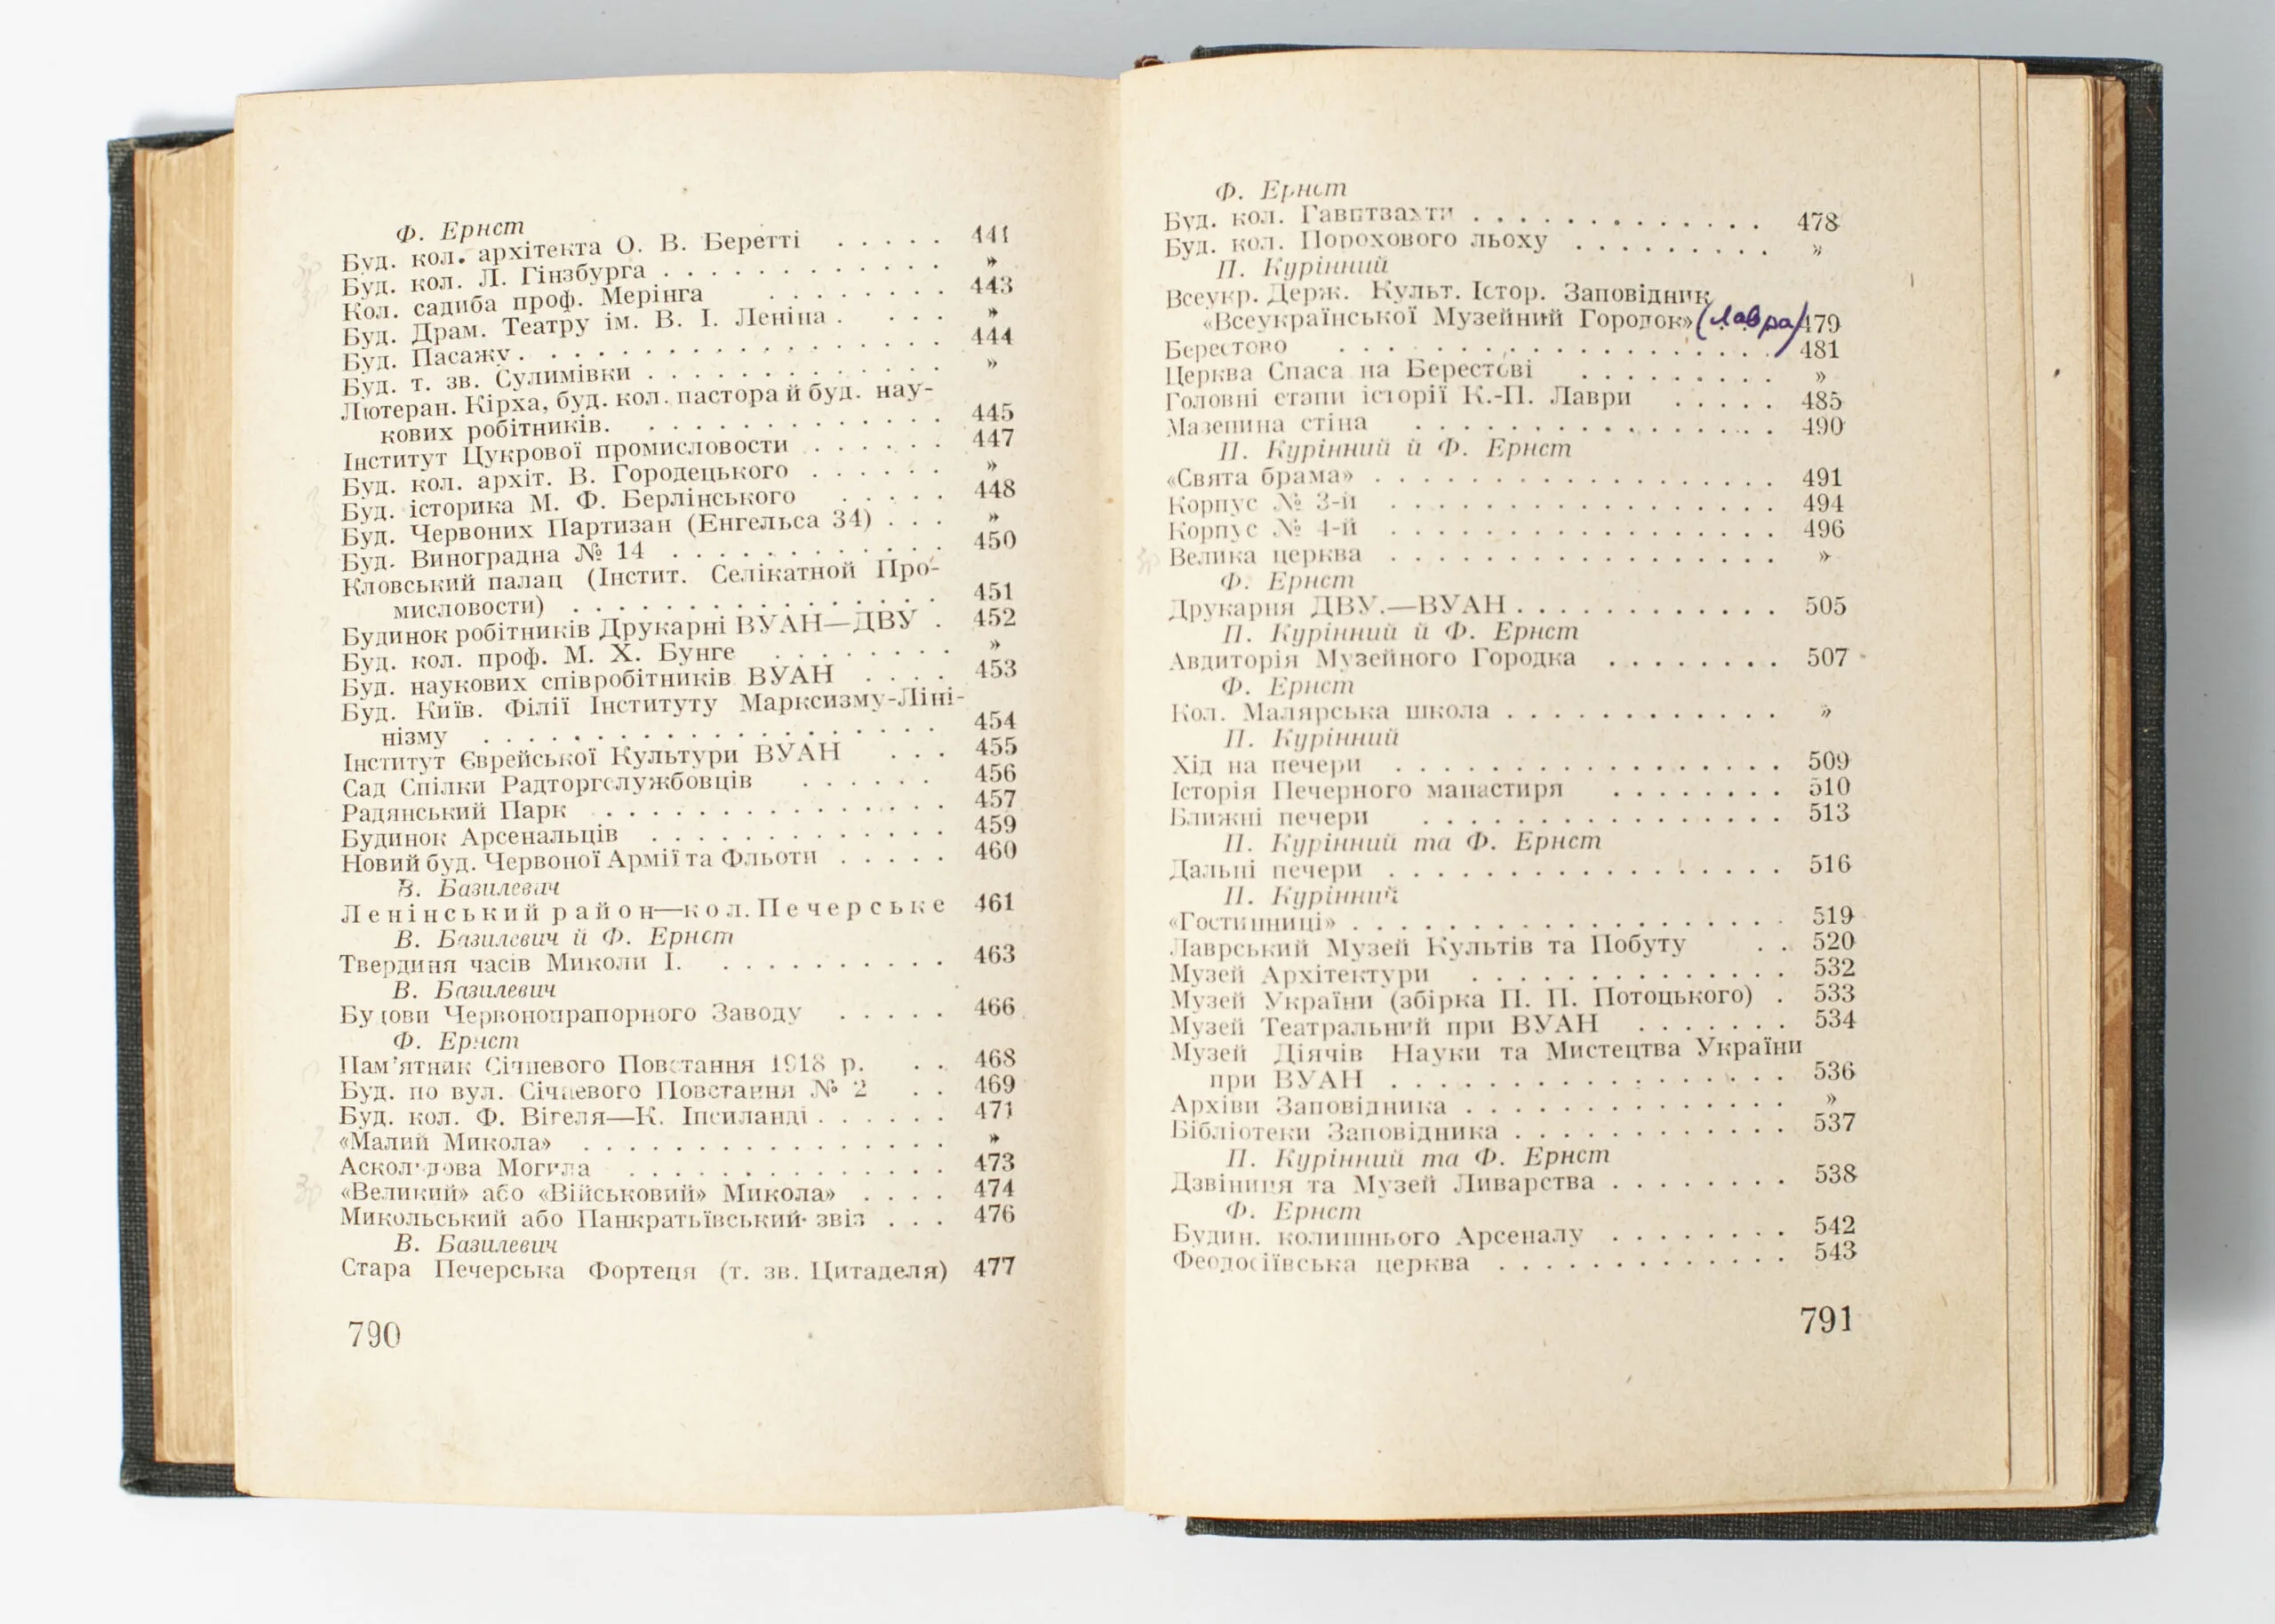 Ф. Ернст
Буд. кол. архітекта О. В. Беретті . . . . . 441
Буд. кол. Л. Гінзбурга . . . . . . . . . . . . »
Кол. садиба проф. Мерінга . . . . . . . . 443
Буд. Драм. Театру ім. В. І. Леніна . . . . »
Буд. Пасажу . . . . . . . . . . . . . . . . . . 444
Буд. т. зв. Сулимівки . . . . . . . . . . . . . »
Лютеран. Кірха, буд. кол. пастора й буд. нау-
кових робітників. . . . . . . . . . . . . . 445
Інститут Цукрової промисловости . . . . . . 447
Буд. кол. архіт. В. Городецького . . . . . . »
Буд. історика М. Ф. Берлінського . . . . . 448
Буд. Червоних Партизан (Енгельса 34) . . . »
Буд. Виноградна № 14 . . . . . . . . . . . . 450
Кловський палац (Інстит. Селікатной Про-
мисловости) . . . . . . . . . . . . . . . . 451
Будинок робітників Друкарні ВУАН—ДВУ . 452
Буд. кол. проф. М. Х. Бунге . . . . . . . . »
Буд. наукових співробітників ВУАН . . . . 453
Буд. Київ. Філії Інституту Марксизму-Ліні-
нізму . . . . . . . . . . . . . . . . . . . . 454
Інститут Єврейської Культури ВУАН . . . 455
Сад Спілки Радторгслужбовців . . . . . . 456
Радянський Парк . . . . . . . . . . . . . . . 457
Будинок Арсенальців . . . . . . . . . . . . . 459
Новий буд. Червоної Армії та Фльоти . . . . . 460
В. Базилевич
Ленінський район—кол. Печерське 461
В. Базилевич й Ф. Ернст
Твердиня часів Миколи І. . . . . . . . . . . 463
В. Базилевич
Будови Червонопрапорного Заводу . . . . . 466
Ф. Ернст
Пам'ятник Січневого Повстання 1918 р. . . 468
Буд. по вул. Січневого Повстання № 2 . . 469
Буд. кол. Ф. Вігеля—К. Іпсиланді . . . . . . 471
«Малий Микола» . . . . . . . . . . . . . . . . »
Аскольдова Могила . . . . . . . . . . . . . . 473
«Великий» або «Військовий» Микола» . . . . 474
Микольський або Панкратьївський звіз . . . 476
В. Базилевич
Стара Печерська Фортеця (т. зв. Цитаделя) 477
790
Ф. Ернст
Буд. кол. Гавптвахти . . . . . . . . . . . . . 478
Буд. кол. Порохового льоху . . . . . . . . . »
П. Курінний
Всеукр. Держ. Культ. Істор. Заповідник
«Всеукраїнської Музейний Городок» (Лавра) 479
Берестово . . . . . . . . . . . . . . . . . . . 481
Церква Спаса на Берестові . . . . . . . . . »
Головні етапи історії К.-П. Лаври . . . . . 485
Мазепина стіна . . . . . . . . . . . . . . . . 490
П. Курінний й Ф. Ернст
«Свята брама» . . . . . . . . . . . . . . . . . 491
Корпус № 3-й . . . . . . . . . . . . . . . . . 494
Корпус № 4-й . . . . . . . . . . . . . . . . . 496
Велика церква . . . . . . . . . . . . . . . . . »
Ф. Ернст
Друкарня ДВУ.—ВУАН . . . . . . . . . . . . 505
П. Курінний й Ф. Ернст
Авдиторія Музейного Городка . . . . . . . . 507
Ф. Ернст
Кол. Малярська школа . . . . . . . . . . . . »
П. Курінний
Хід на печери . . . . . . . . . . . . . . . . . 509
Історія Печерного манастиря . . . . . . . . 510
Ближні печери . . . . . . . . . . . . . . . . 513
П. Курінний та Ф. Ернст
Дальні печери . . . . . . . . . . . . . . . . . 516
П. Курінний
«Гостинниці» . . . . . . . . . . . . . . . . . . 519
Лаврський Музей Культів та Побуту . . 520
Музей Архітектури . . . . . . . . . . . . . . 532
Музей України (збірка П. П. Потоцького) . 533
Музей Театральний при ВУАН . . . . . . . 534
Музей Діячів Науки та Мистецтва України
при ВУАН . . . . . . . . . . . . . . . . . 536
Архіви Заповідника . . . . . . . . . . . . . . »
Бібліотеки Заповідника . . . . . . . . . . . . 537
П. Курінний та Ф. Ернст
Дзвіниця та Музей Ливарства . . . . . . . . 538
Ф. Ернст
Будин. колишнього Арсеналу . . . . . . . . 542
Феодосіївська церква . . . . . . . . . . . . . 543
791